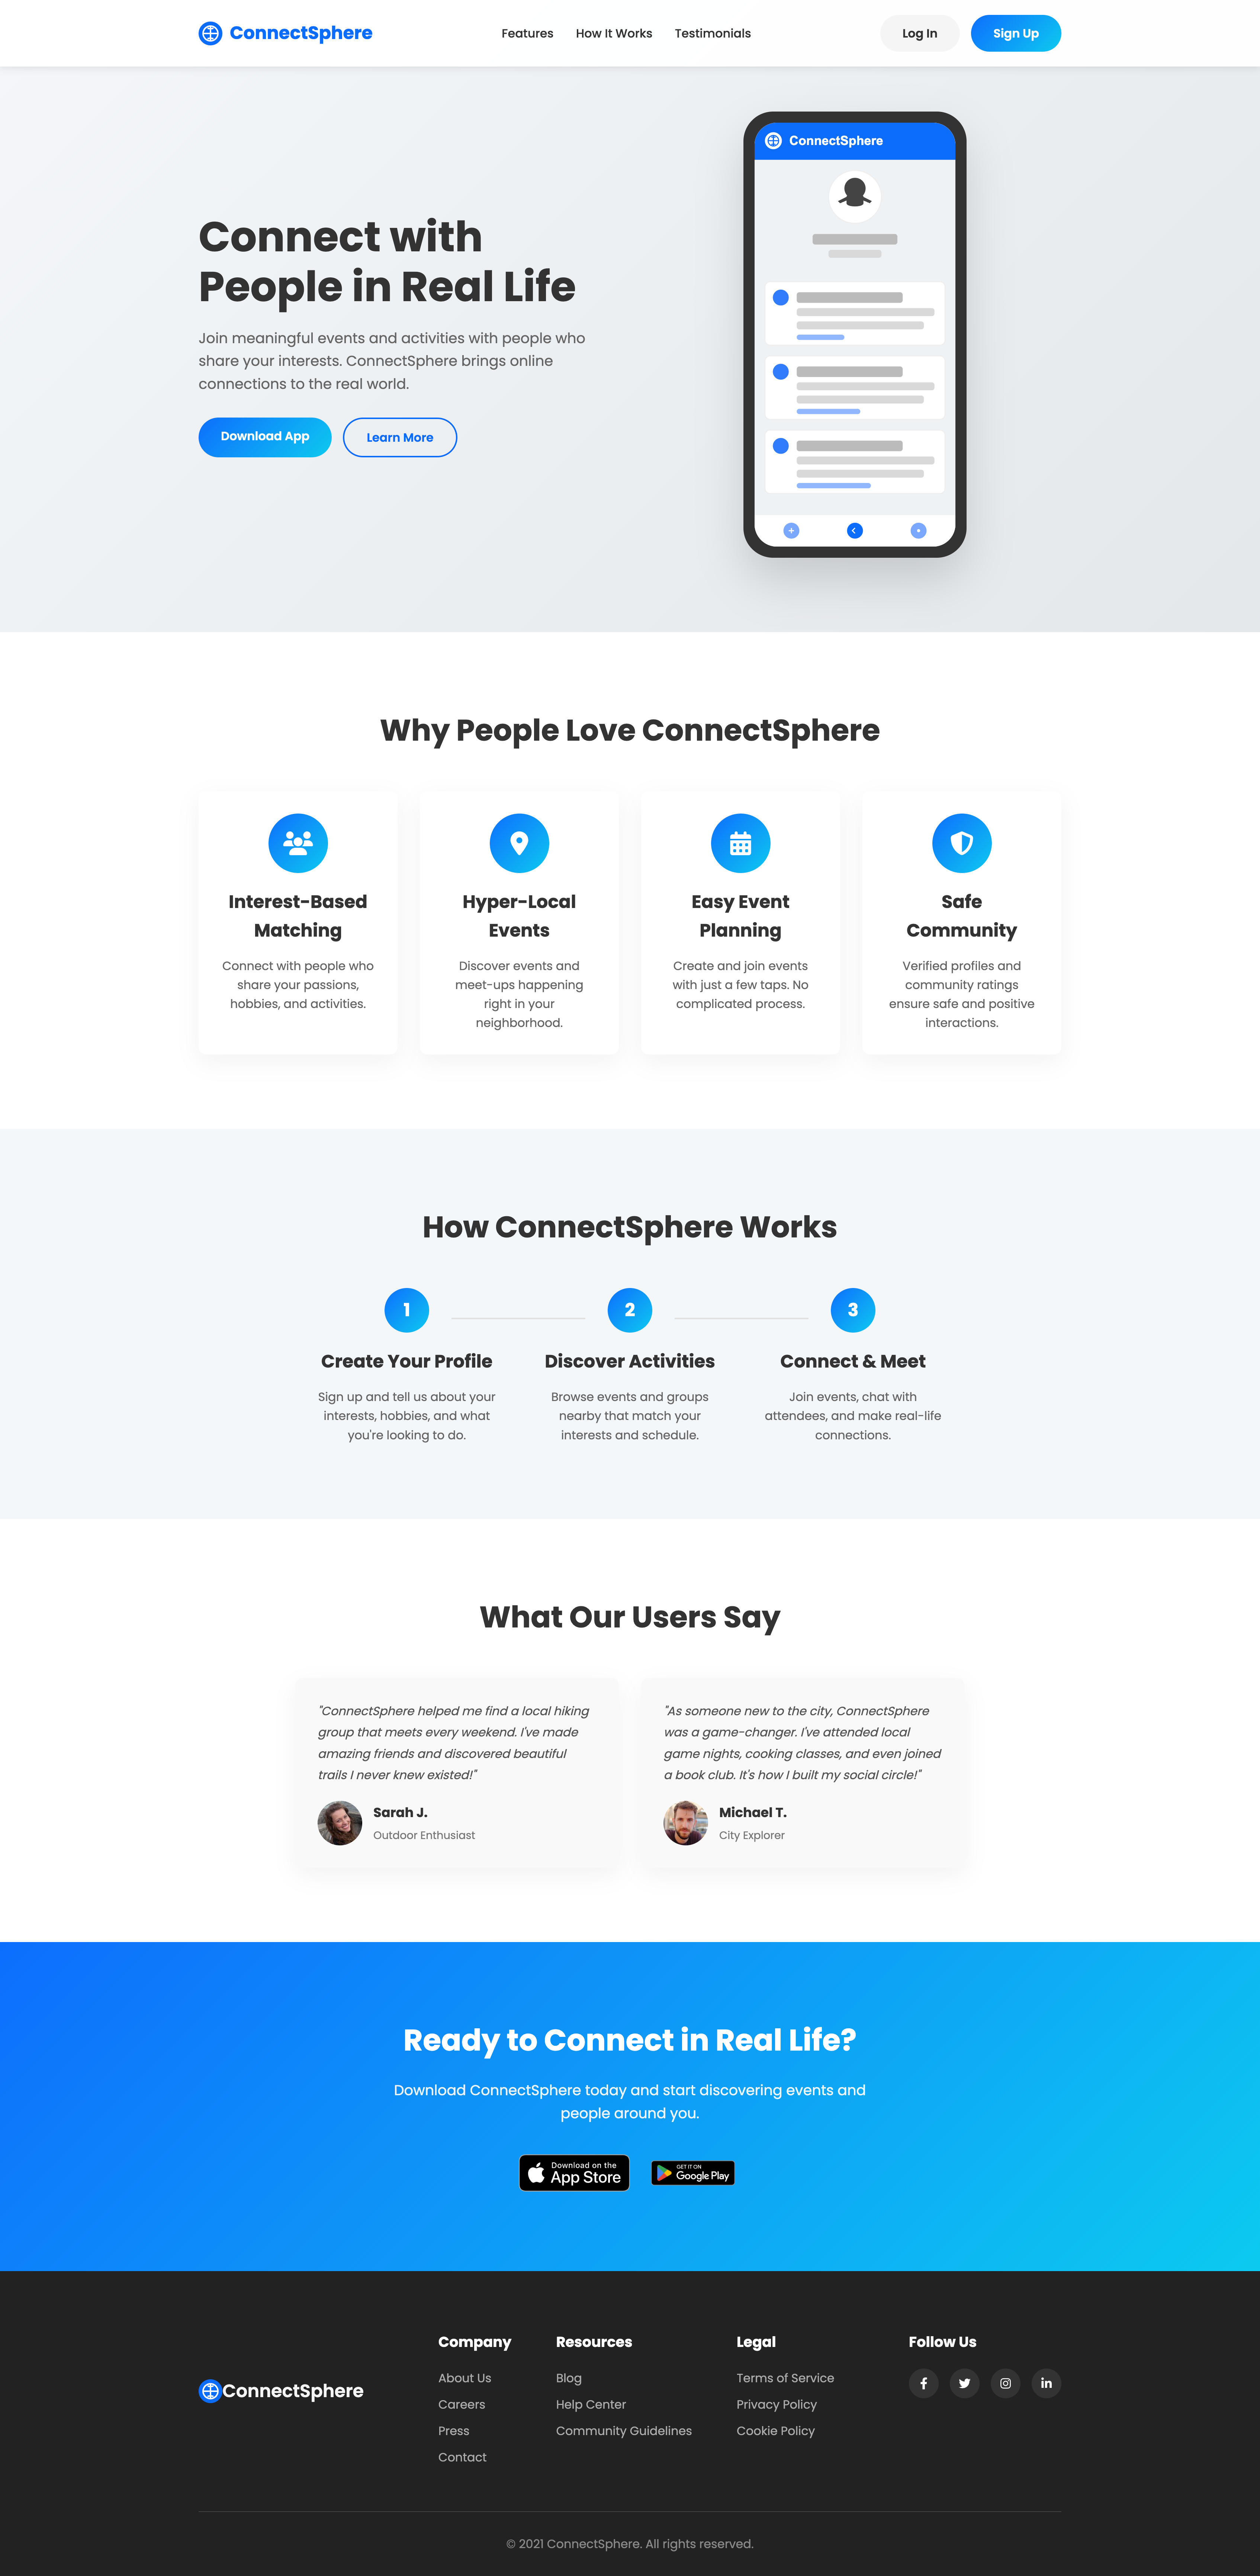 ConnectSphere
Features
How It Works
Testimonials
Log In
Sign Up
Connect with
People in Real Life
Join meaningful events and activities with people who
share your interests. ConnectSphere brings online
connections to the real world.
Download App
Learn More
ConnectSphere
Why People Love ConnectSphere
Interest-Based
Matching
Connect with people who
share your passions,
hobbies, and activities.
Hyper-Local
Events
Discover events and
meet-ups happening
right in your
neighborhood.
Easy Event
Planning
Create and join events
with just a few taps. No
complicated process.
Safe
Community
Verified profiles and
community ratings
ensure safe and positive
interactions.
How ConnectSphere Works
1
Create Your Profile
Sign up and tell us about your
interests, hobbies, and what
you're looking to do.
2
Discover Activities
Browse events and groups
nearby that match your
interests and schedule.
3
Connect & Meet
Join events, chat with
attendees, and make real-life
connections.
What Our Users Say
"ConnectSphere helped me find a local hiking
group that meets every weekend. I've made
amazing friends and discovered beautiful
trails I never knew existed!"
Sarah J.
Outdoor Enthusiast
"As someone new to the city, ConnectSphere
was a game-changer. I've attended local
game nights, cooking classes, and even joined
a book club. It's how I built my social circle!"
Michael T.
City Explorer
Ready to Connect in Real Life?
Download ConnectSphere today and start discovering events and
people around you.
Download on the
App Store
GET IT ON
Google Play
ConnectSphere
Company
About Us
Careers
Press
Contact
Resources
Blog
Help Center
Community Guidelines
Legal
Terms of Service
Privacy Policy
Cookie Policy
Follow Us
© 2021 ConnectSphere. All rights reserved.